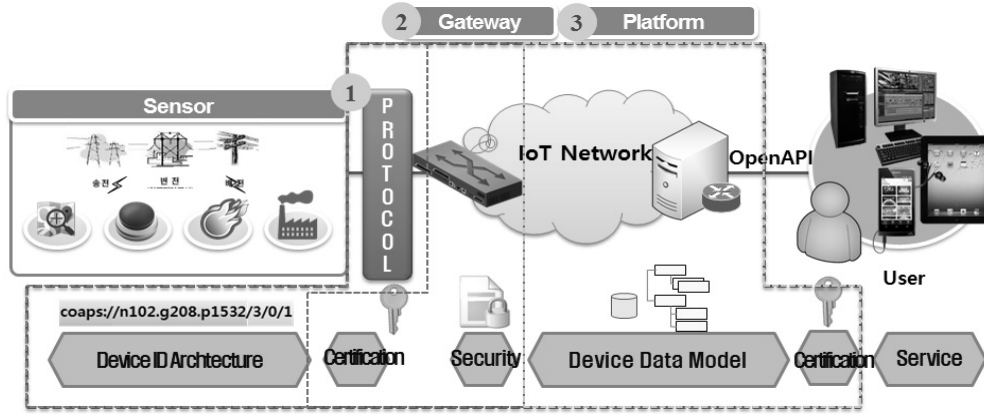 2 Gateway
3 Platform
Sensor
1
PROTOCOL
송전
변전
배전
IoT Network
OpenAPI
User
coaps://n102.g208.p1532/3/0/1
Device ID Archtecture
Certification
Security
Device Data Model
Certification
Service